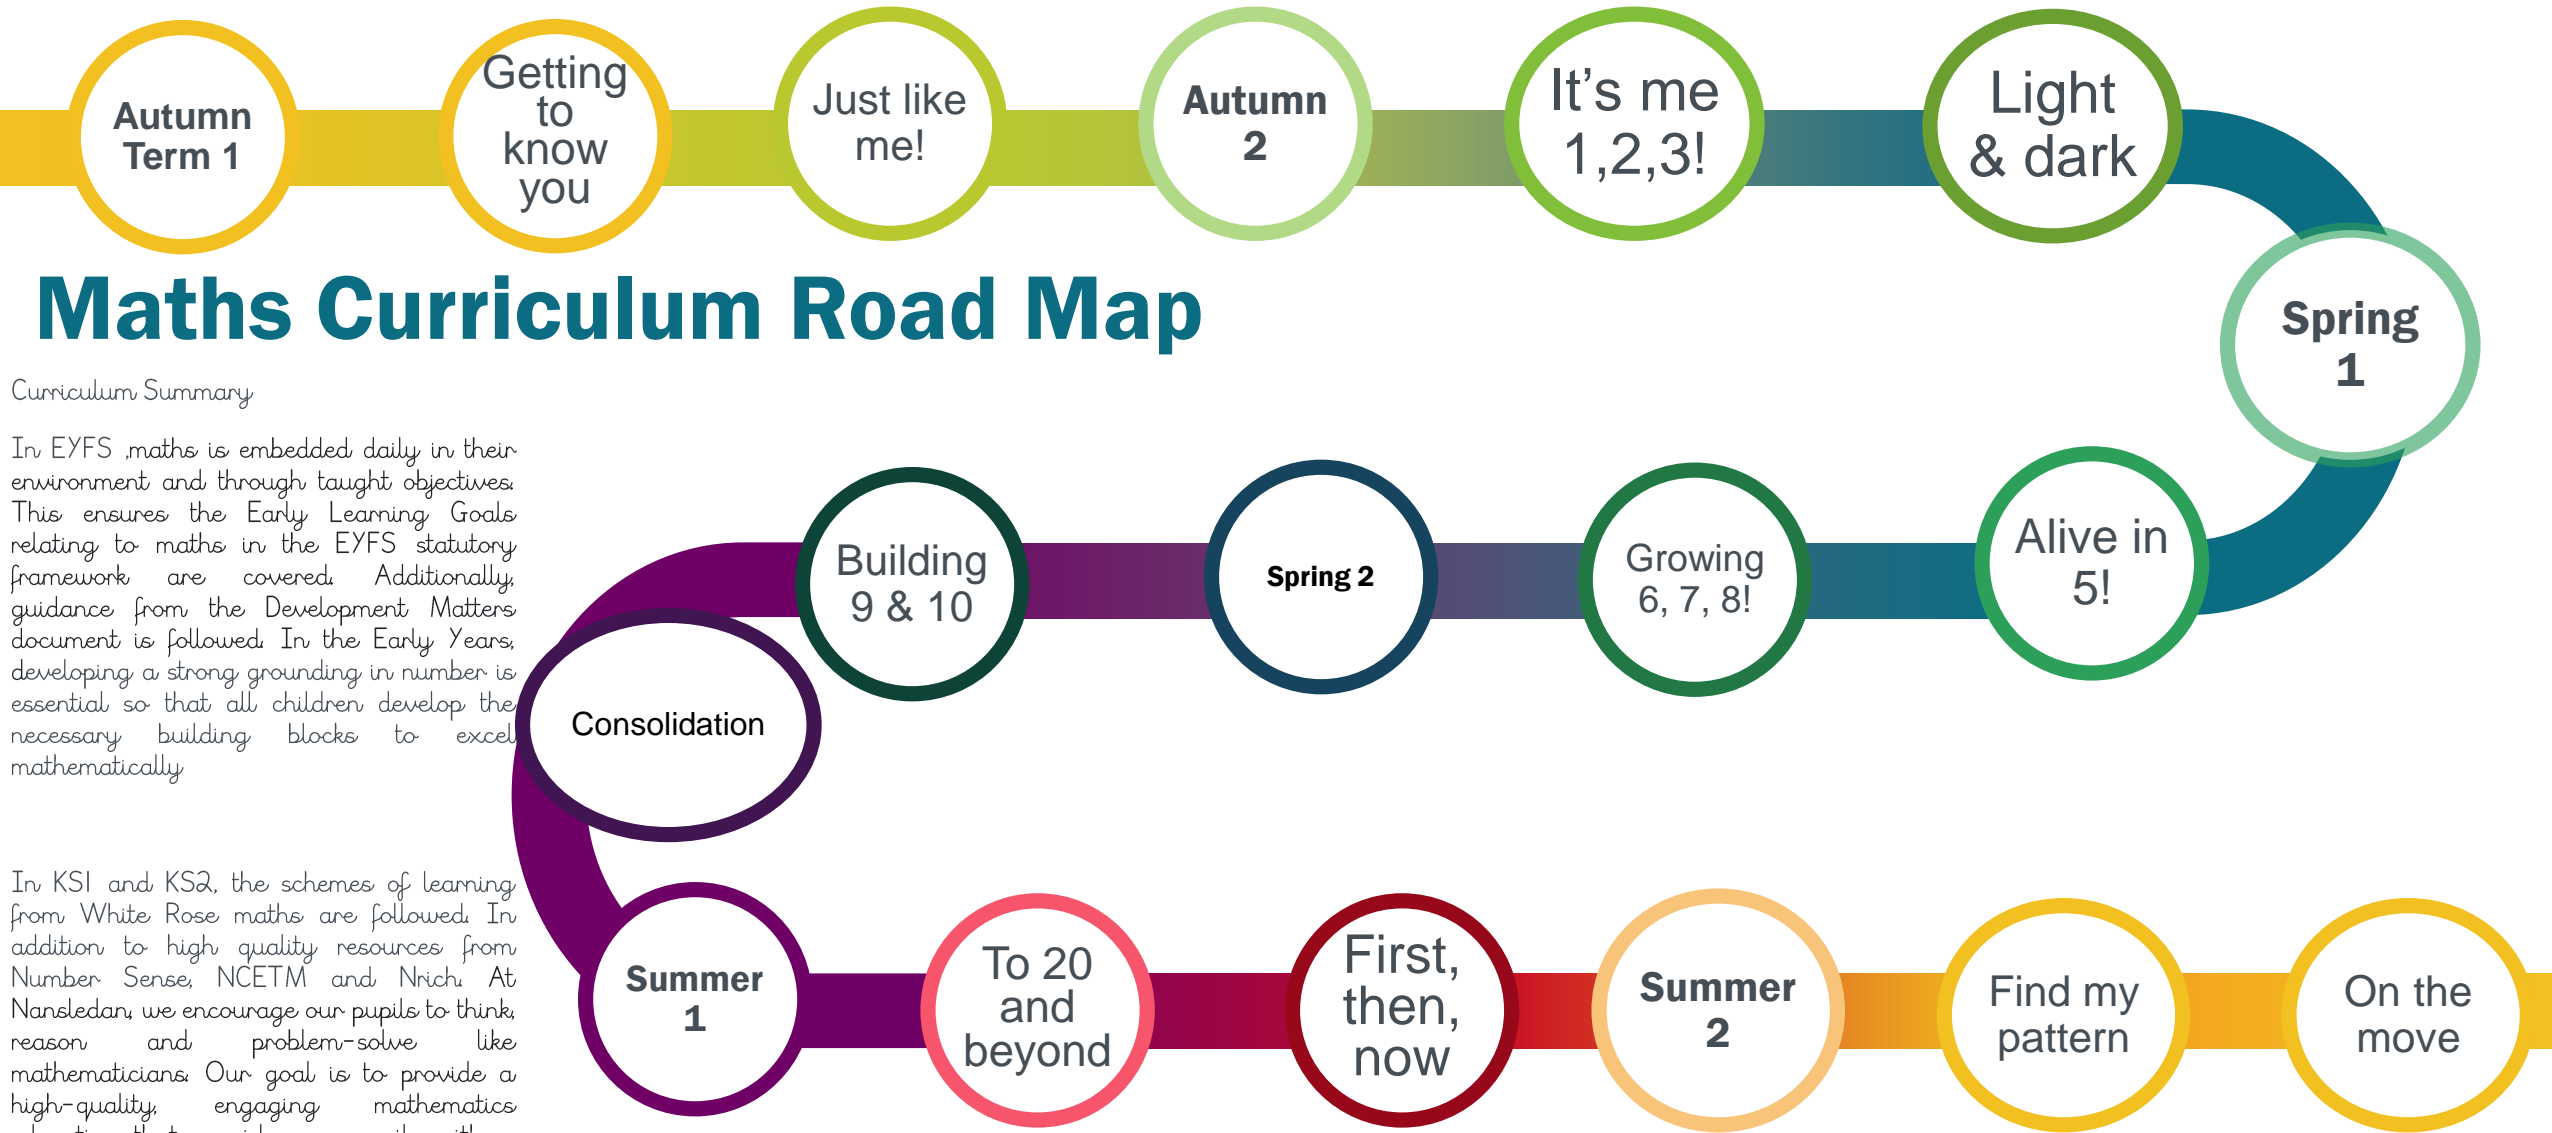 Autumn
Term 1
Getting
to
know
you
Just like
me!
Autumn
2
It's me
1,2,3!
Light
& dark
Maths Curriculum Road Map
Spring
1
Curriculum Summary
In EYFS ,maths is embedded daily in their
environment and through taught objectives.
This ensures the Early Learning Goals
relating to maths in the EYFS statutory
framework are covered. Additionally,
guidance from the Development Matters
document is followed. In the Early Years,
developing a strong grounding in number is
essential so that all children develop the
necessary building blocks to excel
mathematically
Alive in
5!
Growing
6, 7, 8!
Spring 2
Building
9 & 10
Consolidation
In KS1 and KS2, the schemes of learning
from White Rose maths are followed. In
addition to high quality resources from
Number Sense, NCETM and Nrich. At
Nansledan, we encourage our pupils to think,
reason and problem-solve like
mathematicians. Our goal is to provide a
high-quality, engaging mathematics
Summer
1
To 20
and
beyond
First,
then,
now
Summer
2
Find my
pattern
On the
move